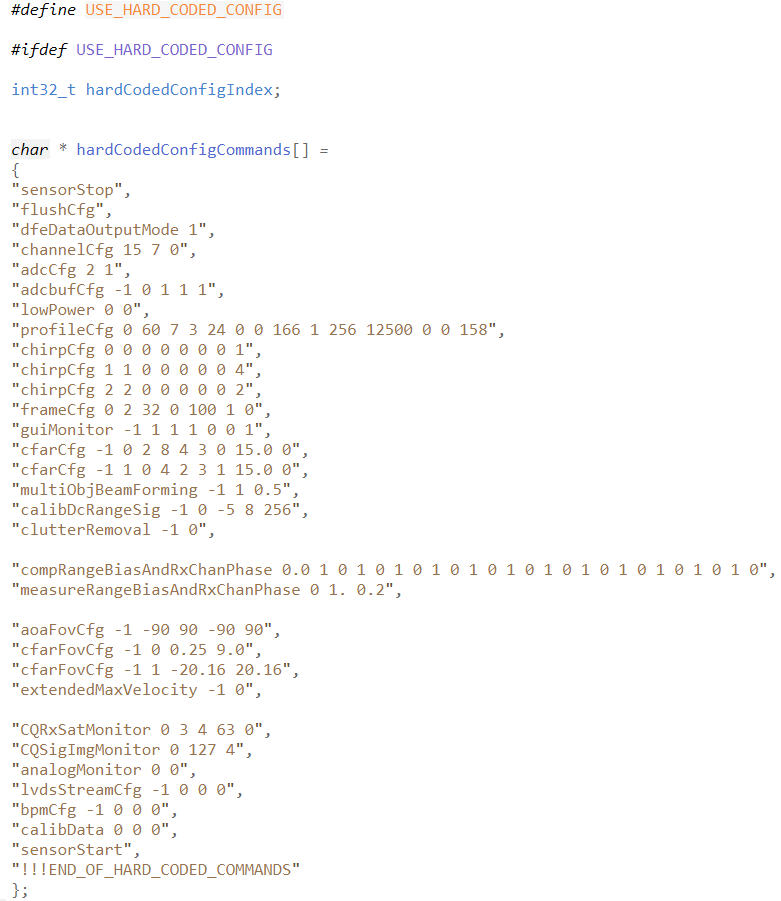 #define USE_HARD_CODED_CONFIG
#ifdef USE_HARD_CODED_CONFIG
int32_t hardCodedConfigIndex;
char * hardCodedConfigCommands[] =
{
"sensorStop",
"flushCfg",
"dfeDataOutputMode 1",
"channelCfg 15 7 0",
"adcCfg 2 1",
"adcbufCfg -1 0 1 1 1",
"lowPower 0 0",
"profileCfg 0 60 7 3 24 0 0 166 1 256 12500 0 0 158",
"chirpCfg 0 0 0 0 0 0 0 1",
"chirpCfg 1 1 0 0 0 0 0 4",
"chirpCfg 2 2 0 0 0 0 0 2",
"frameCfg 0 2 32 0 100 1 0",
"guiMonitor -1 1 1 1 0 0 1",
"cfarCfg -1 0 2 8 4 3 0 15.0 0",
"cfarCfg -1 1 0 4 2 3 1 15.0 0",
"multiObjBeamForming -1 1 0.5",
"calibDcRangeSig -1 0 -5 8 256",
"clutterRemoval -1 0",
"compRangeBiasAndRxChanPhase 0.0 1 0 1 0 1 0 1 0 1 0 1 0 1 0 1 0 1 0 1 0 1 0 1 0",
"measureRangeBiasAndRxChanPhase 0 1. 0.2",
"aoaFovCfg -1 -90 90 -90 90",
"cfarFovCfg -1 0 0.25 9.0",
"cfarFovCfg -1 1 -20.16 20.16",
"extendedMaxVelocity -1 0",
"CQRxSatMonitor 0 3 4 63 0",
"CQSigImgMonitor 0 127 4",
"analogMonitor 0 0",
"lvdsStreamCfg -1 0 0 0",
"bpmCfg -1 0 0 0",
"calibData 0 0 0",
"sensorStart",
"!!!END_OF_HARD_CODED_COMMANDS"
};